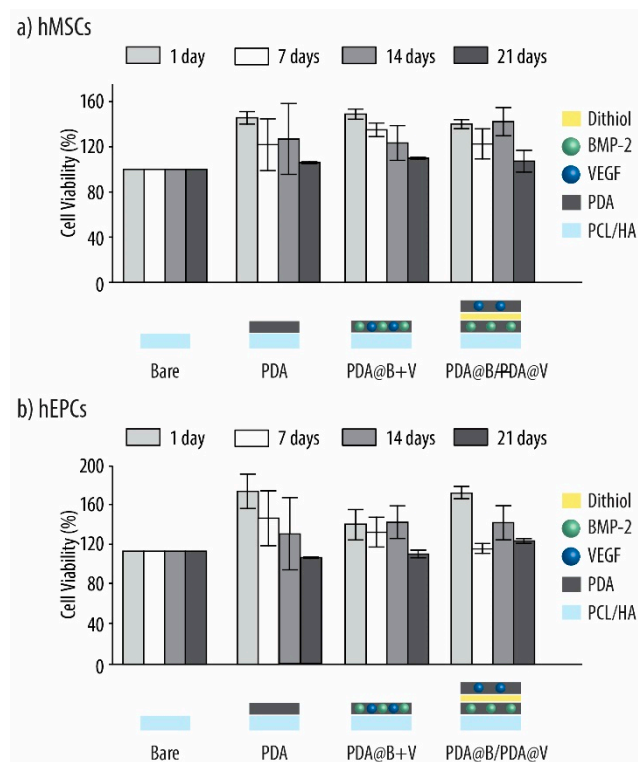 a) hMSCs
1 day 7 days 14 days 21 days
Cell Viability (%)
160
120
80
40
0
Dithiol
BMP-2
VEGF
PDA
PCL/HA
Bare PDA PDA@B+V PDA@B/PDA@V
b) hEPCs
1 day 7 days 14 days 21 days
Cell Viability (%)
200
160
120
80
40
0
Dithiol
BMP-2
VEGF
PDA
PCL/HA
Bare PDA PDA@B+V PDA@B/PDA@V